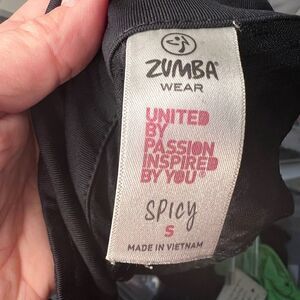 ZUMBA®
WEAR
UNITED
BY
PASSION
INSPIRED
BY YOU®
SPICY
S
MADE IN VIETNAM